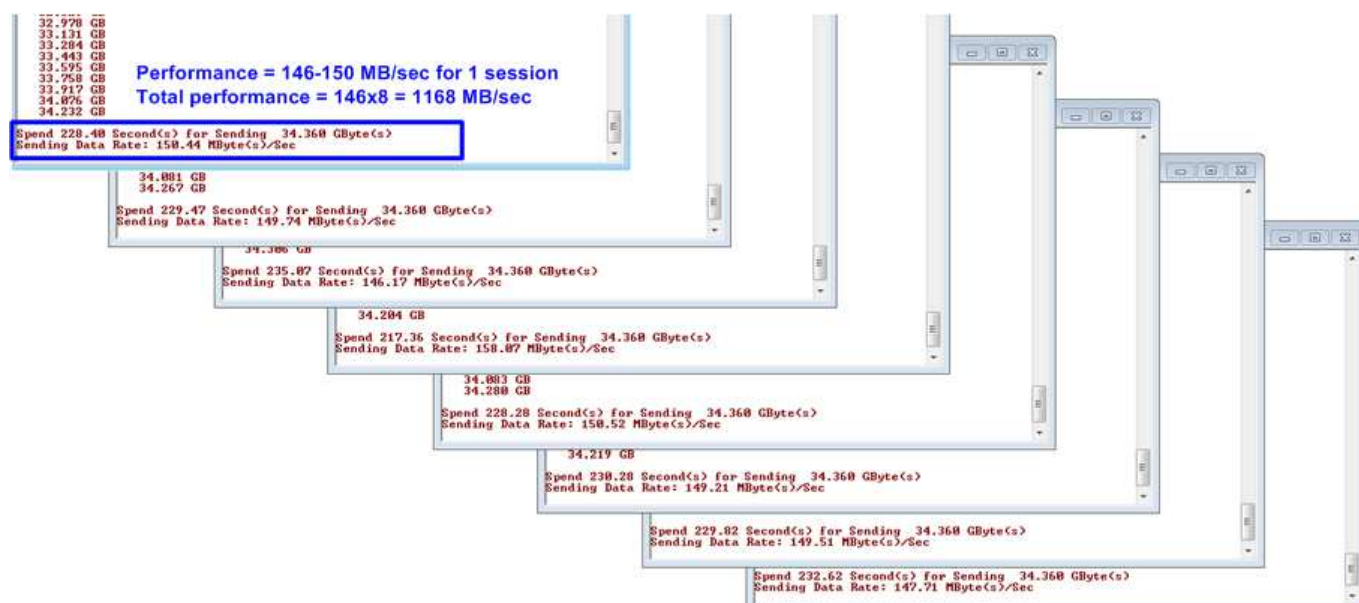 32.978 GB
33.131 GB
33.284 GB
33.443 GB
33.595 GB
33.758 GB
33.917 GB
34.076 GB
34.232 GB
Performance = 146-150 MB/sec for 1 session
Total performance = 146x8 = 1168 MB/sec
Spend 228.40 Second(s) for Sending 34.360 GByte(s)
Sending Data Rate: 150.44 MByte(s)/Sec
34.081 GB
34.267 GB
Spend 229.47 Second(s) for Sending 34.360 GByte(s)
Sending Data Rate: 149.74 MByte(s)/Sec
34.306 GB
Spend 235.07 Second(s) for Sending 34.360 GByte(s)
Sending Data Rate: 146.17 MByte(s)/Sec
34.204 GB
Spend 217.36 Second(s) for Sending 34.360 GByte(s)
Sending Data Rate: 158.07 MByte(s)/Sec
34.083 GB
34.280 GB
Spend 228.28 Second(s) for Sending 34.360 GByte(s)
Sending Data Rate: 150.52 MByte(s)/Sec
34.219 GB
Spend 230.28 Second(s) for Sending 34.360 GByte(s)
Sending Data Rate: 149.21 MByte(s)/Sec
Spend 229.82 Second(s) for Sending 34.360 GByte(s)
Sending Data Rate: 149.51 MByte(s)/Sec
Spend 232.62 Second(s) for Sending 34.360 GByte(s)
Sending Data Rate: 147.71 MByte(s)/Sec